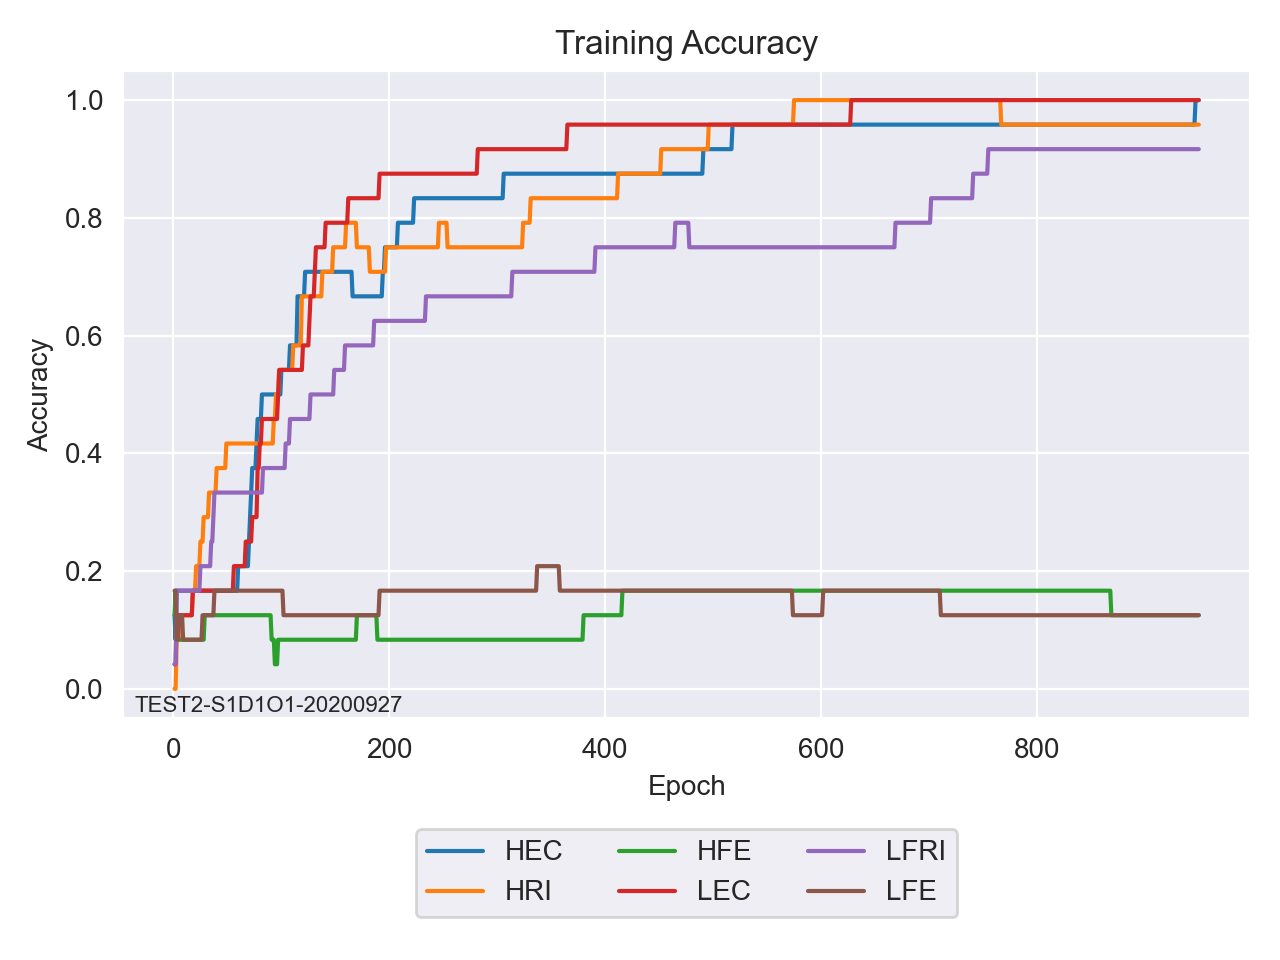 Training Accuracy
1.0
0.8
0.6
0.4
0.2
0.0
Accuracy
TEST2-S1D1O1-20200927
0 200 400 600 800
Epoch
HEC HFE LFRI
HRI LEC LFE